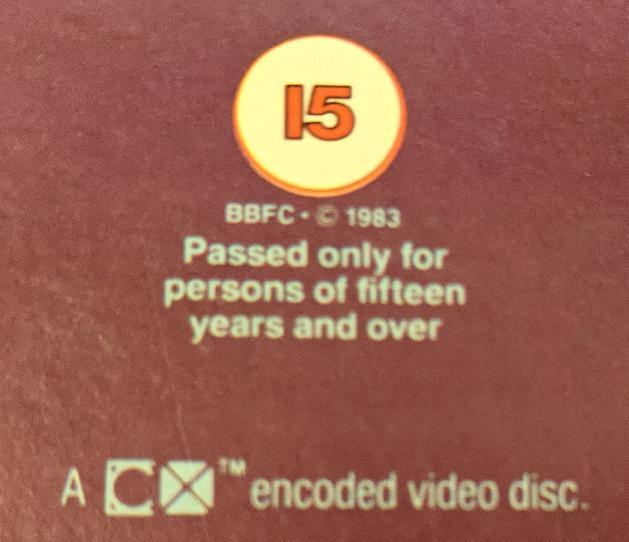 15
BBFC • © 1983
Passed only for
persons of fifteen
years and over
A CX™ encoded video disc.